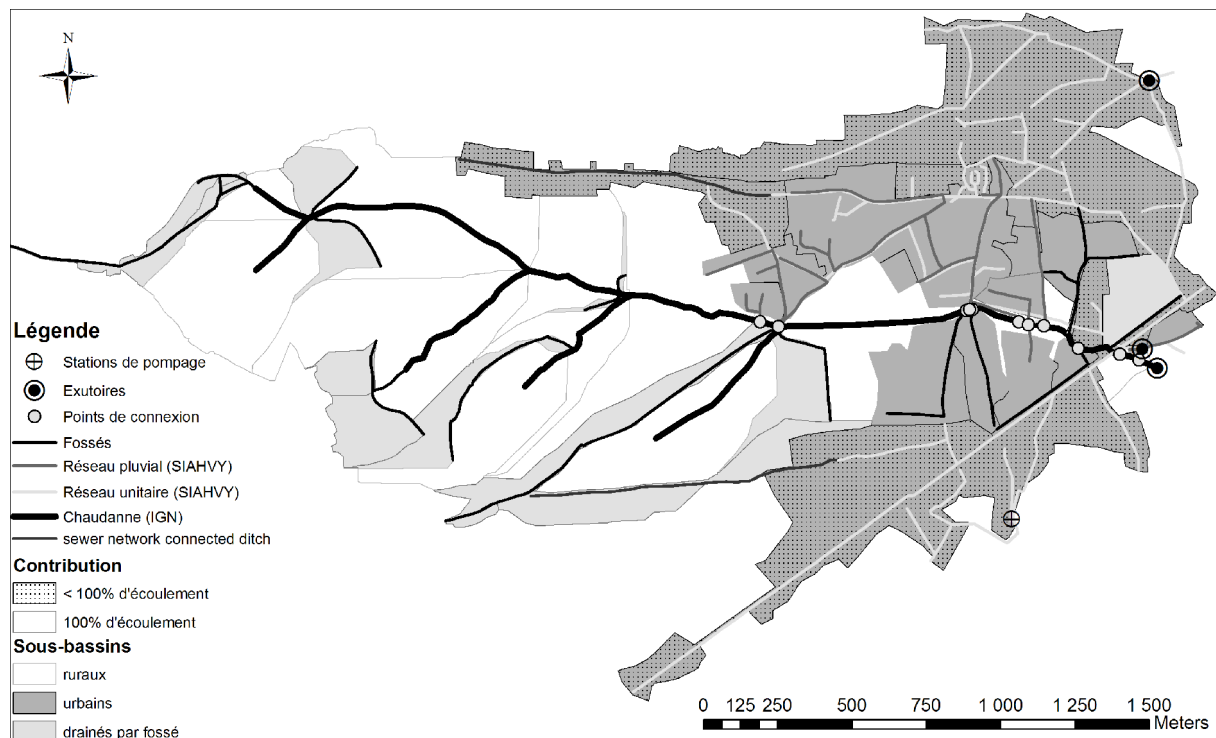 N
Légende
Stations de pompage
Exutoires
Points de connexion
Fossés
Réseau pluvial (SIAHVY)
Réseau unitaire (SIAHVY)
Chaudanne (IGN)
sewer network connected ditch
Contribution
< 100% d'écoulement
100% d'écoulement
Sous-bassins
ruraux
urbains
drainés par fossé
0 125 250 500 750 1 000 1 250 1 500
Meters